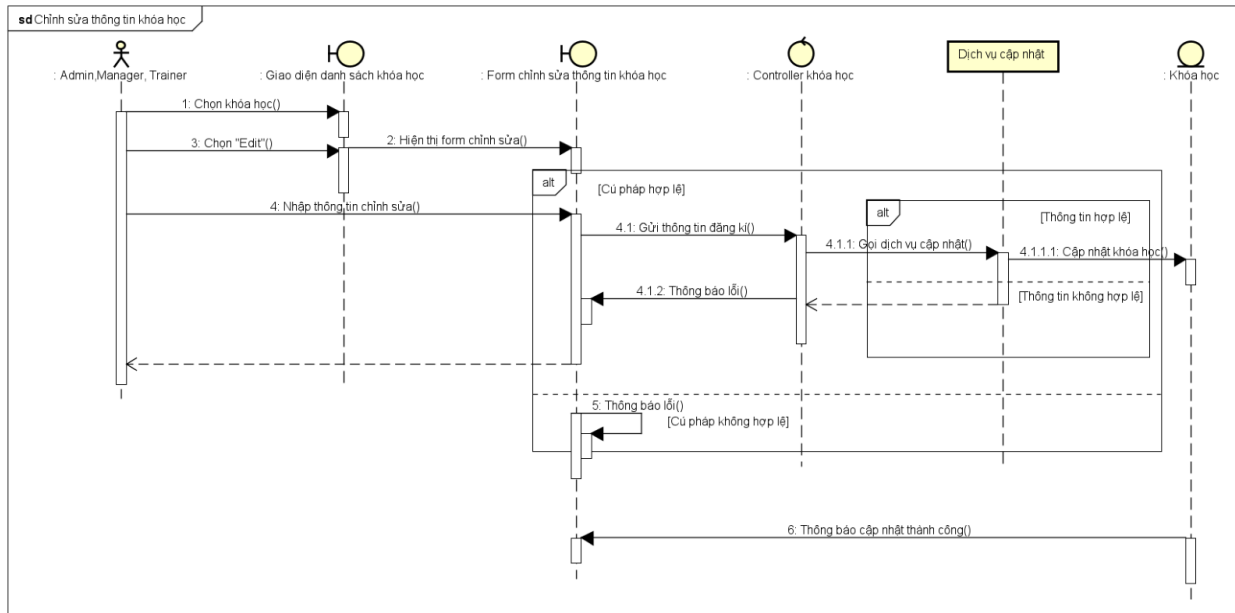 sd Chỉnh sửa thông tin khóa học
: Admin,Manager, Trainer
: Giao diện danh sách khóa học
: Form chỉnh sửa thông tin khóa học
: Controller khóa học
Dịch vụ cập nhật
: Khóa học
1: Chọn khóa học()
3: Chọn "Edit"()
2: Hiện thị form chỉnh sửa()
alt
[Cú pháp hợp lệ]
4: Nhập thông tin chỉnh sửa()
alt
[Thông tin hợp lệ]
4.1: Gửi thông tin đăng kí()
4.1.1: Gọi dịch vụ cập nhật()
4.1.1.1: Cập nhật khóa học()
4.1.2: Thông báo lỗi()
[Thông tin không hợp lệ]
5: Thông báo lỗi()
[Cú pháp không hợp lệ]
6: Thông báo cập nhật thành công()